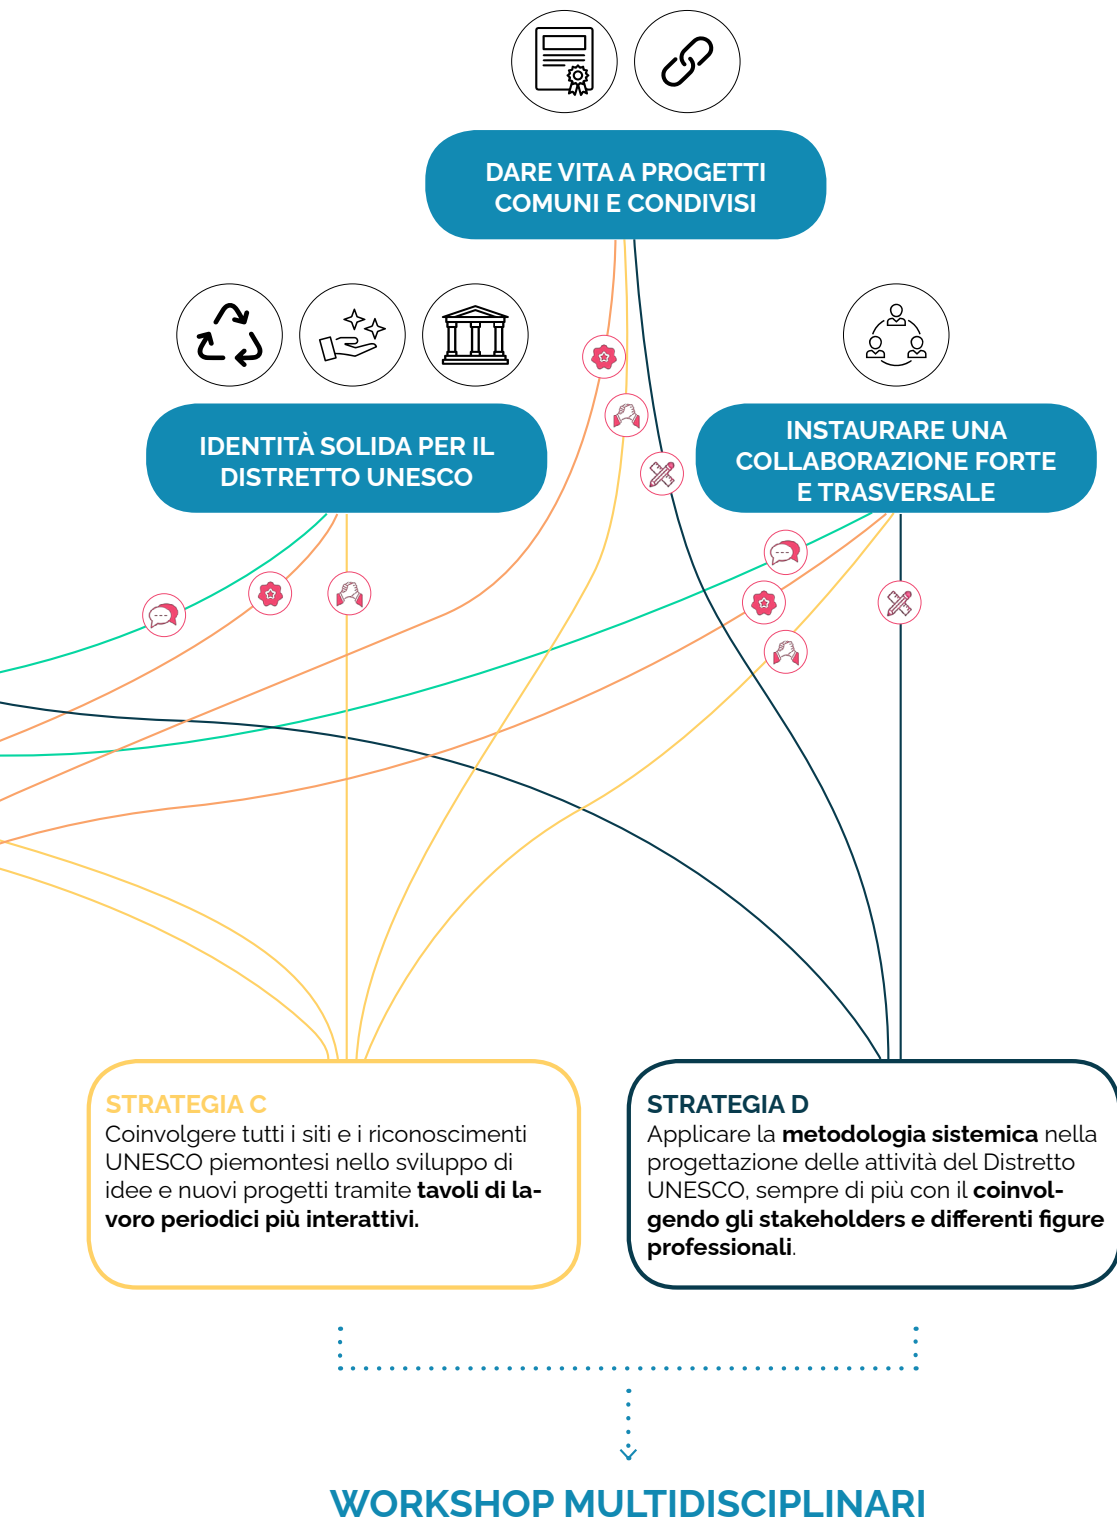 DARE VITA A PROGETTI
COMUNI E CONDIVISI
IDENTITÀ SOLIDA PER IL
DISTRETTO UNESCO
INSTAURARE UNA
COLLABORAZIONE FORTE
E TRASVERSALE
STRATEGIA C
Coinvolgere tutti i siti e i riconoscimenti
UNESCO piemontesi nello sviluppo di
idee e nuovi progetti tramite tavoli di la-
voro periodici più interattivi.
STRATEGIA D
Applicare la metodologia sistemica nella
progettazione delle attività del Distretto
UNESCO, sempre di più con il coinvol-
gendo gli stakeholders e differenti figure
professionali.
WORKSHOP MULTIDISCIPLINARI